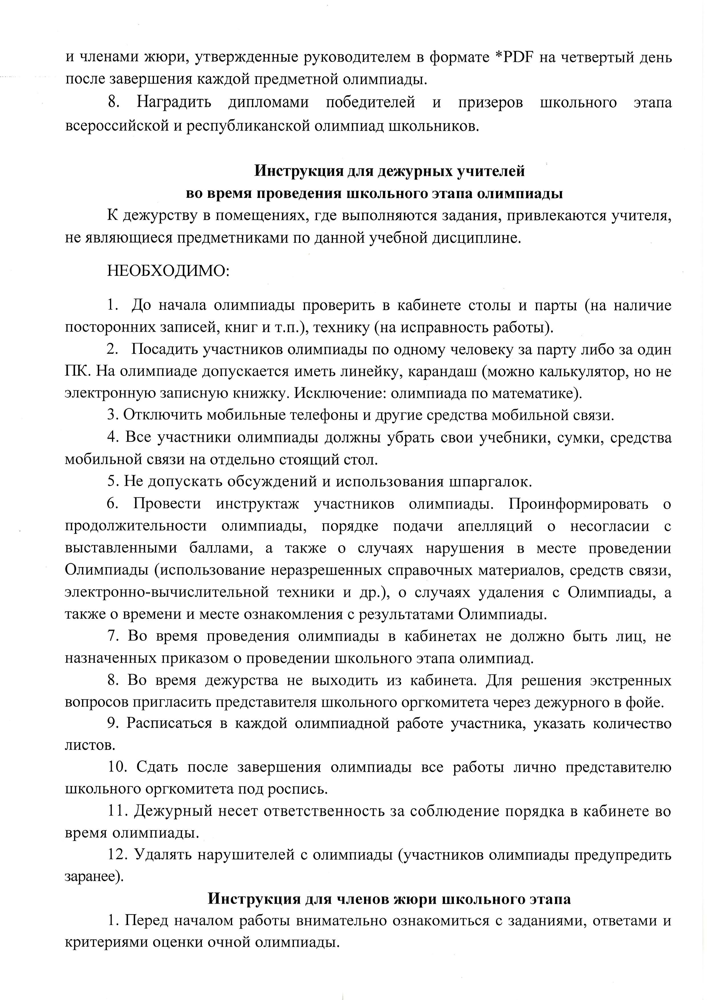 и членами жюри, утвержденные руководителем в формате *PDF на четвертый день
после завершения каждой предметной олимпиады.
8. Наградить дипломами победителей и призеров школьного этапа
всероссийской и республиканской олимпиад школьников.
Инструкция для дежурных учителей
во время проведения школьного этапа олимпиады
К дежурству в помещениях, где выполняются задания, привлекаются учителя,
не являющиеся предметниками по данной учебной дисциплине.
НЕОБХОДИМО:
1. До начала олимпиады проверить в кабинете столы и парты (на наличие
посторонних записей, книг и т.п.), технику (на исправность работы).
2. Посадить участников олимпиады по одному человеку за парту либо за один
ПК. На олимпиаде допускается иметь линейку, карандаш (можно калькулятор, но не
электронную записную книжку. Исключение: олимпиада по математике).
3. Отключить мобильные телефоны и другие средства мобильной связи.
4. Все участники олимпиады должны убрать свои учебники, сумки, средства
мобильной связи на отдельно стоящий стол.
5. Не допускать обсуждений и использования шпаргалок.
6. Провести инструктаж участников олимпиады. Проинформировать о
продолжительности олимпиады, порядке подачи апелляций о несогласии с
выставленными баллами, а также о случаях нарушения в месте проведении
Олимпиады (использование неразрешенных справочных материалов, средств связи,
электронно-вычислительной техники и др.), о случаях удаления с Олимпиады, а
также о времени и месте ознакомления с результатами Олимпиады.
7. Во время проведения олимпиады в кабинетах не должно быть лиц, не
назначенных приказом о проведении школьного этапа олимпиад.
8. Во время дежурства не выходить из кабинета. Для решения экстренных
вопросов пригласить представителя школьного оргкомитета через дежурного в фойе.
9. Расписаться в каждой олимпиадной работе участника, указать количество
листов.
10. Сдать после завершения олимпиады все работы лично представителю
школьного оргкомитета под роспись.
11. Дежурный несет ответственность за соблюдение порядка в кабинете во
время олимпиады.
12. Удалять нарушителей с олимпиады (участников олимпиады предупредить
заранее).
Инструкция для членов жюри школьного этапа
1. Перед началом работы внимательно ознакомиться с заданиями, ответами и
критериями оценки очной олимпиады.